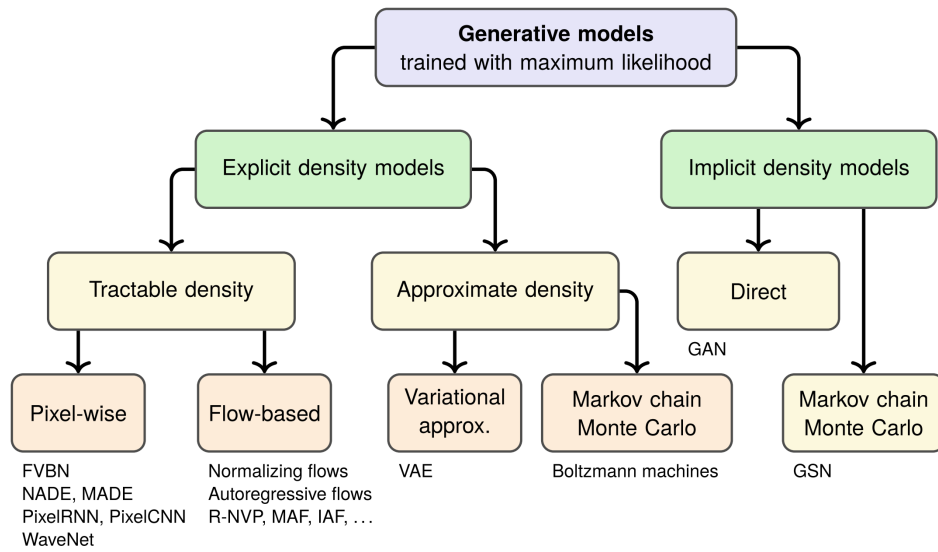 Generative models
trained with maximum likelihood
Explicit density models
Implicit density models
Tractable density
Approximate density
Direct
GAN
Pixel-wise
Flow-based
Variational
approx.
Markov chain
Monte Carlo
Markov chain
Monte Carlo
FVBN
NADE, MADE
PixelRNN, PixelCNN
WaveNet
Normalizing flows
Autoregressive flows
R-NVP, MAF, IAF, ...
VAE
Boltzmann machines
GSN